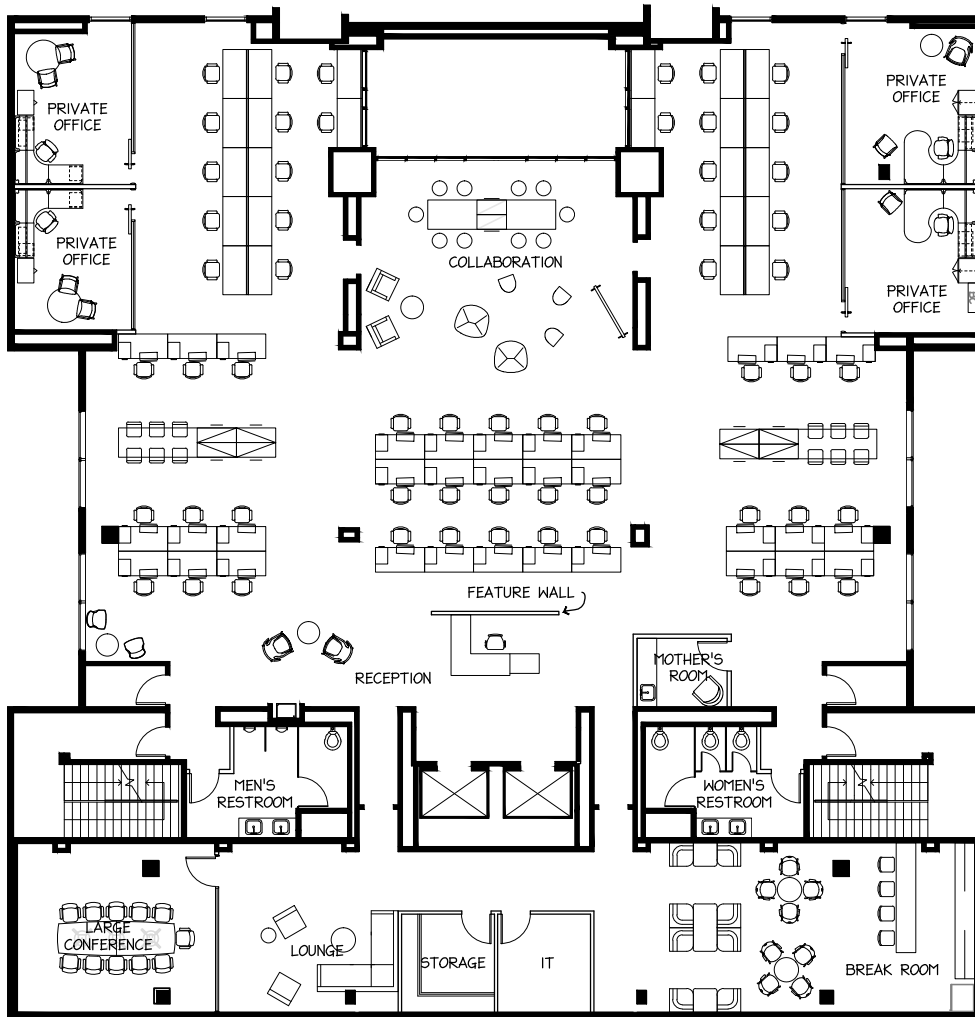 PRIVATE
OFFICE
PRIVATE
OFFICE
PRIVATE
OFFICE
PRIVATE
OFFICE
COLLABORATION
FEATURE WALL
RECEPTION
MOTHER'S
ROOM
MEN'S
RESTROOM
WOMEN'S
RESTROOM
LARGE
CONFERENCE
LOUNGE
STORAGE
IT
BREAK ROOM